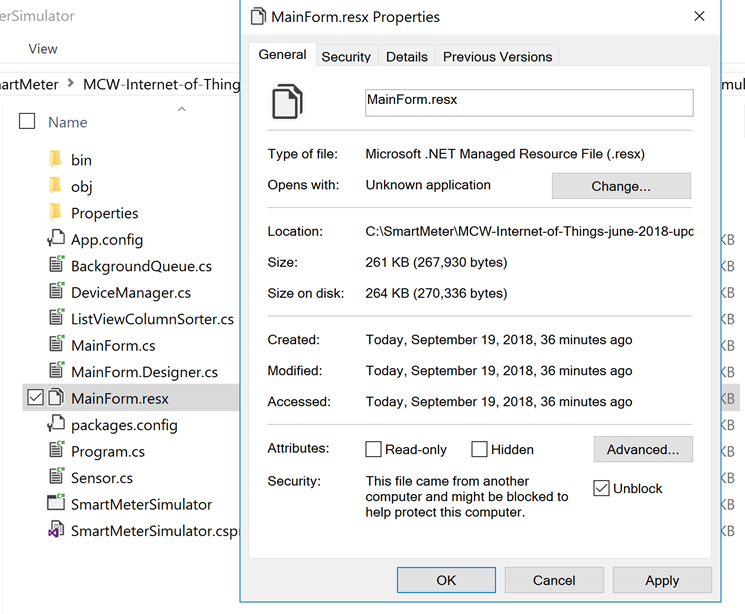 erSimulator
View
artMeter > MCW-Internet-of-Thing
Name
bin
obj
Properties
App.config
BackgroundQueue.cs
DeviceManager.cs
ListViewColumnSorter.cs
MainForm.cs
MainForm.Designer.cs
MainForm.resx
packages.config
Program.cs
Sensor.cs
SmartMeterSimulator
SmartMeterSimulator.csp
MainForm.resx Properties
General Security Details Previous Versions
MainForm.resx
Type of file: Microsoft .NET Managed Resource File (.resx)
Opens with: Unknown application Change...
Location: C:\SmartMeter\MCW-Internet-of-Things-june-2018-upd
Size: 261 KB (267,930 bytes)
Size on disk: 264 KB (270,336 bytes)
Created: Today, September 19, 2018, 36 minutes ago
Modified: Today, September 19, 2018, 36 minutes ago
Accessed: Today, September 19, 2018, 36 minutes ago
Attributes: Read-only Hidden Advanced...
Security: This file came from another
computer and might be blocked to
help protect this computer.
Unblock
OK Cancel Apply
mul
KB
KB
KB
KB
KB
KB
KB
KB
KB
KB
KB
KB